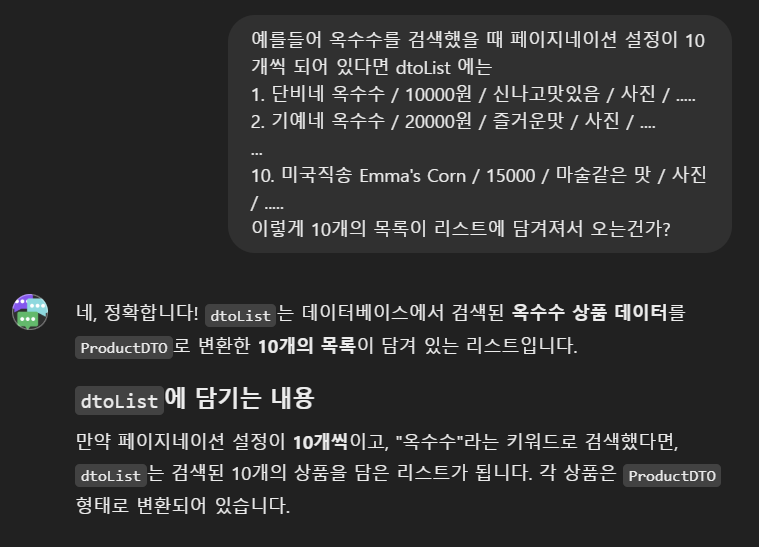 예를들어 옥수수를 검색했을 때 페이지네이션 설정이 10
개씩 되어 있다면 dtoList 에는
1. 단비네 옥수수 / 10000원 / 신나고맛있음 / 사진 / .....
2. 기예네 옥수수 / 20000원 / 즐거운맛 / 사진 / ....
...
10. 미국직송 Emma's Corn / 15000 / 마술같은 맛 / 사진
/ .....
이렇게 10개의 목록이 리스트에 담겨져서 오는건가?
네, 정확합니다! dtoList는 데이터베이스에서 검색된 옥수수 상품 데이터를
ProductDTO로 변환한 10개의 목록이 담겨 있는 리스트입니다.
dtoList에 담기는 내용
만약 페이지네이션 설정이 10개씩이고, "옥수수"라는 키워드로 검색했다면,
dtoList는 검색된 10개의 상품을 담은 리스트가 됩니다. 각 상품은 ProductDTO
형태로 변환되어 있습니다.